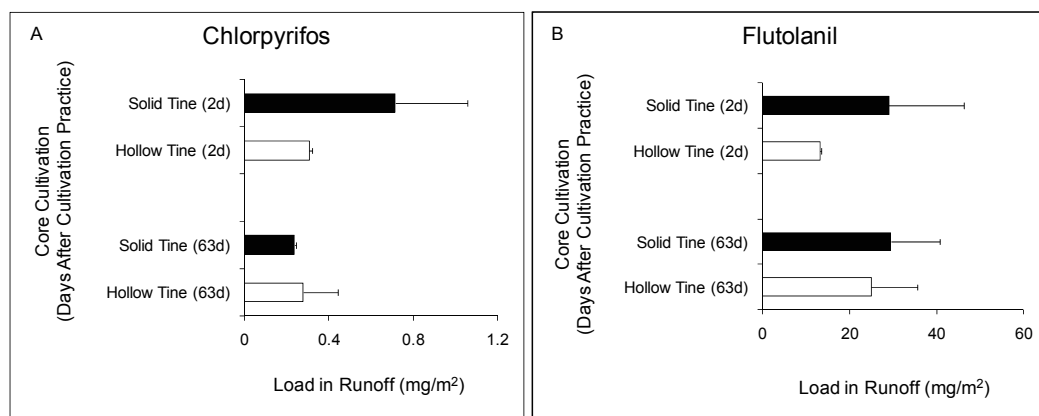 A
Chlorpyrifos
Core Cultivation
(Days After Cultivation Practice)
Solid Tine (2d)
Hollow Tine (2d)
Solid Tine (63d)
Hollow Tine (63d)
0 0.4 0.8 1.2
Load in Runoff (mg/m²)
B
Flutolanil
Core Cultivation
(Days After Cultivation Practice)
Solid Tine (2d)
Hollow Tine (2d)
Solid Tine (63d)
Hollow Tine (63d)
0 20 40 60
Load in Runoff (mg/m²)